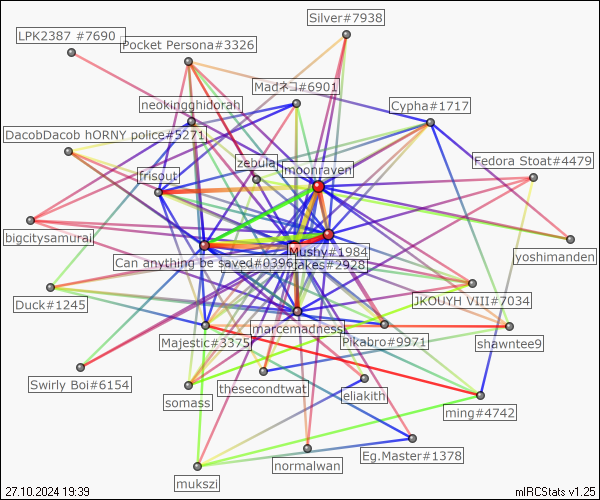 Silver#7938
LPK2387 #7690
Pocket Persona#3326
Madネコ#6901
neokingghidorah
Cypha#1717
DacobDacob hORNY police#5271
zebula
moonraven
Fedora Stoat#4479
frisout
bigcitysamurai
Mushy#1984
yoshimanden
Can anything be saved#0396
akes#2928
Duck#1245
JKOUYH VIII#7034
marcemadness
Majestic#3375
Pikabro#9971
shawntee9
Swirly Boi#6154
thesecondtwat
eliakith
somass
ming#4742
normalwan
Eg.Master#1378
mukszi
27.10.2024 19:39
mIRCStats v1.25